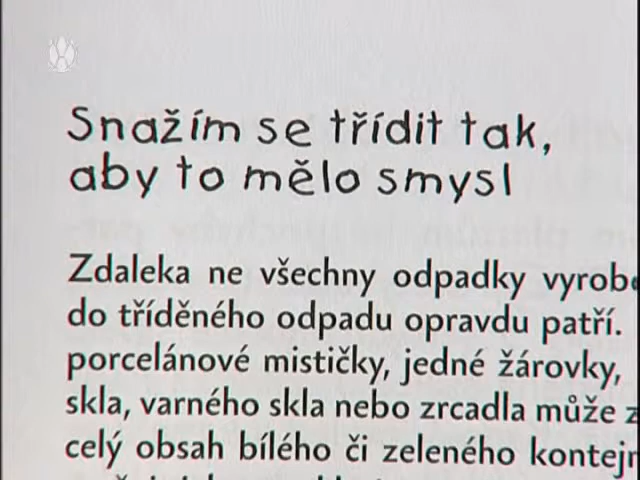 Snažím se třídit tak,
aby to mělo smysl
Zdaleka ne všechny odpadky
do tříděného odpadu opravdu patří.
porcelánové mističky, jedné žárovky,
skla, varného skla nebo zrcadla může
celý obsah bílého či zeleného